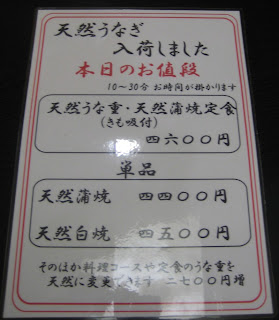 天然うなぎ
入荷しました
本日のお値段
10～30分 お時間が掛かります
天然うな重・天然蒲焼定食
(きも吸付)
四六〇〇円
単品
天然蒲焼 四四〇〇円
天然白焼 四五〇〇円
そのほか料理コースや定食のうな重を
天然に変更できます 二七〇〇円増